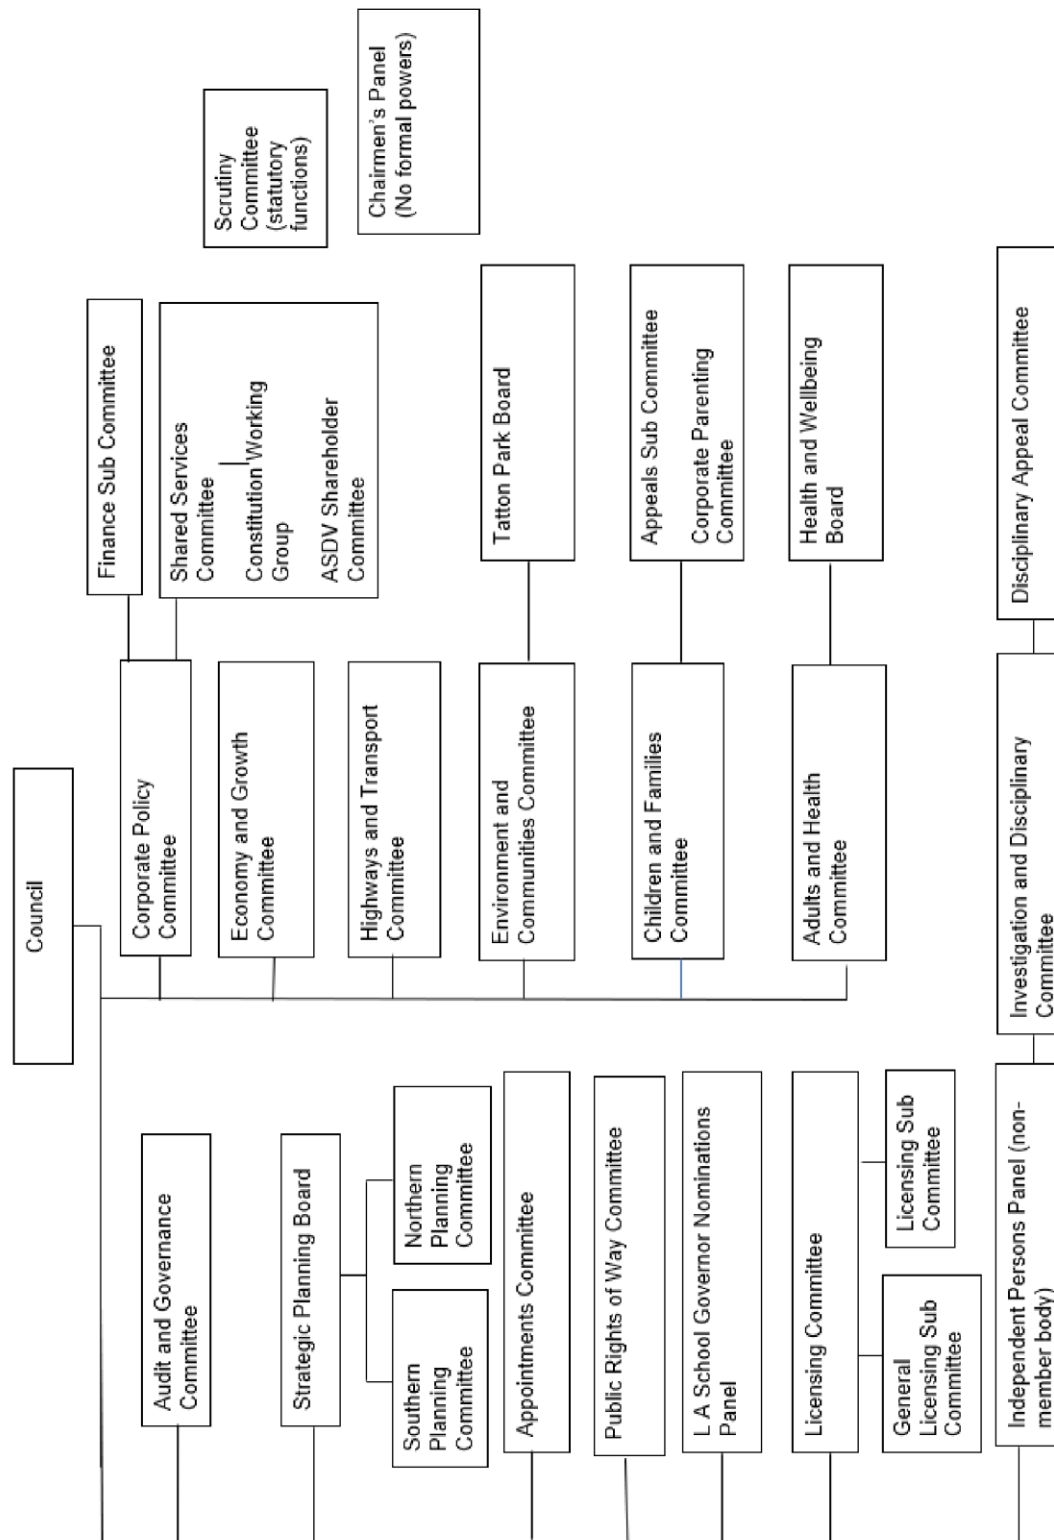 Council
Audit and Governance
Committee
Strategic Planning Board
Southern
Planning
Committee
Northern
Planning
Committee
Appointments Committee
Public Rights of Way Committee
L A School Governor Nominations
Panel
Licensing Committee
General
Licensing Sub
Committee
Licensing Sub
Committee
Independent Persons Panel (non-
member body)
Corporate Policy
Committee
Economy and Growth
Committee
Highways and Transport
Committee
Environment and
Communities Committee
Children and Families
Committee
Adults and Health
Committee
Investigation and Disciplinary
Committee
Finance Sub Committee
Shared Services
Committee
Constitution Working
Group
ASDV Shareholder
Committee
Tatton Park Board
Appeals Sub Committee
Corporate Parenting
Committee
Health and Wellbeing
Board
Disciplinary Appeal Committee
Scrutiny
Committee
(statutory
functions)
Chairmen's Panel
(No formal powers)